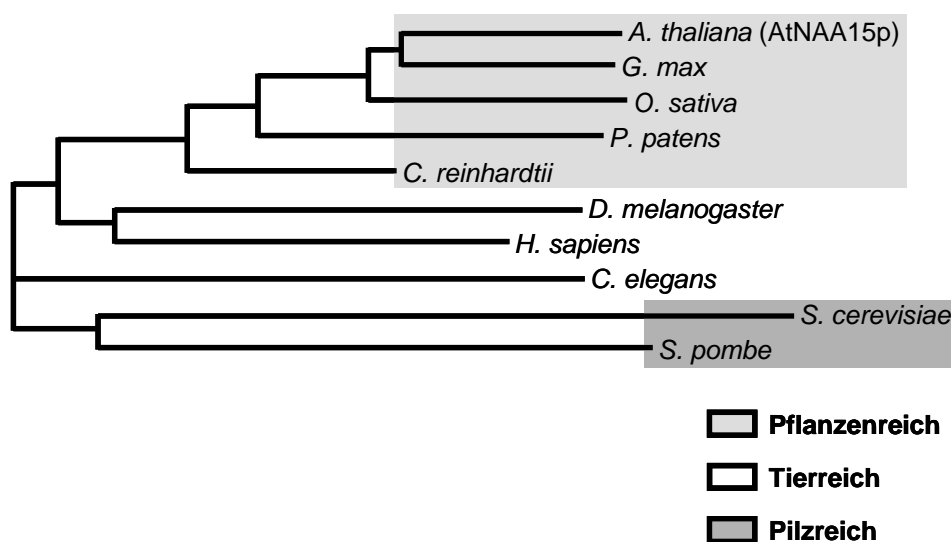 A. thaliana (AtNAA15p)
G. max
O. sativa
P. patens
C. reinhardtii
D. melanogaster
H. sapiens
C. elegans
S. cerevisiae
S. pombe
Pflanzenreich
Tierreich
Pilzreich